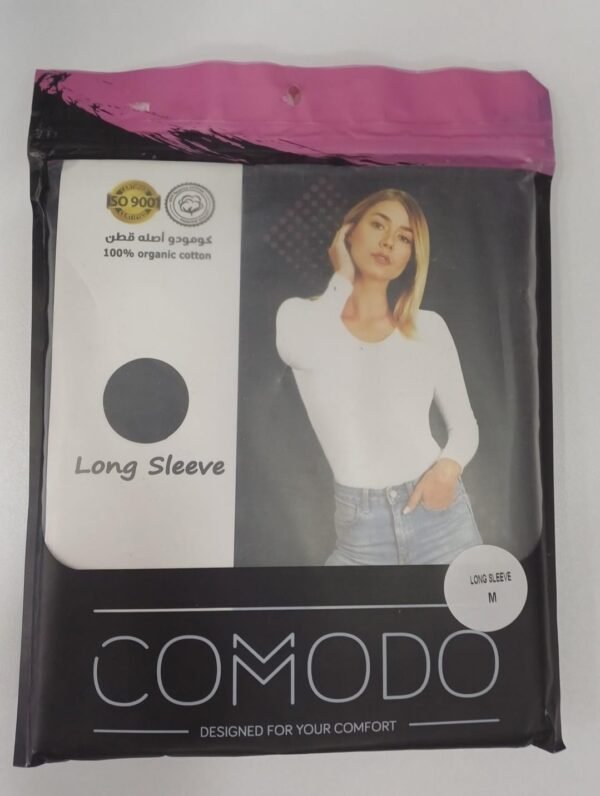 ISO 9001
كومودو أصله قطن
100% organic cotton
Long Sleeve
LONG SLEEVE
M
COMODO
DESIGNED FOR YOUR COMFORT